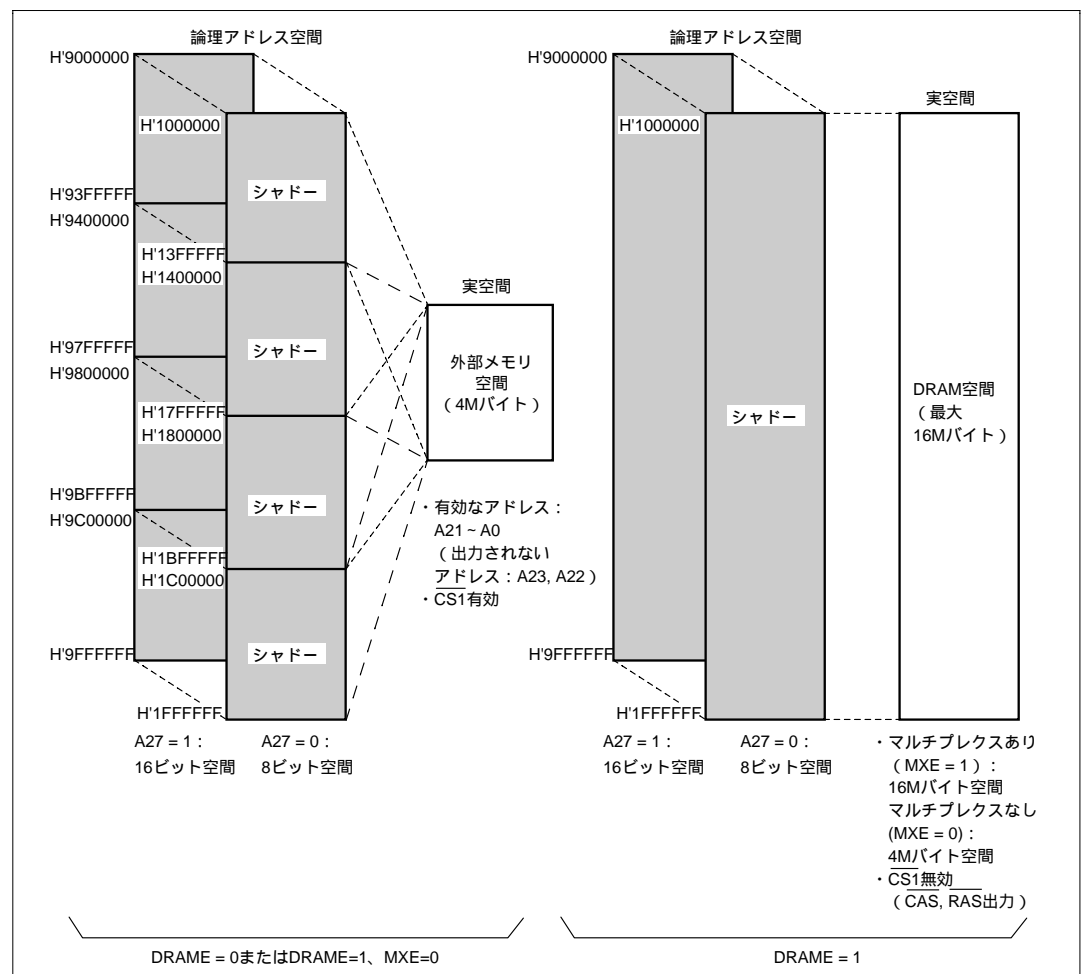 論理アドレス空間
H'9000000
H'1000000
シャドー
H'93FFFFF
H'9400000
H'13FFFFF
H'1400000
シャドー
H'97FFFFF
H'9800000
H'17FFFFF
H'1800000
シャドー
H'9BFFFFF
H'9C00000
H'1BFFFFF
H'1C00000
シャドー
H'9FFFFFF
H'1FFFFFF
A27 = 1：
16ビット空間
A27 = 0：
8ビット空間
実空間
外部メモリ
空間
（4Mバイト）
・有効なアドレス：
A21 ~ A0
（出力されない
アドレス：A23, A22）
・C̅S̅1̅有効
DRAME = 0またはDRAME=1、MXE=0
論理アドレス空間
H'9000000
H'1000000
シャドー
H'9FFFFFF
H'1FFFFFF
A27 = 1：
16ビット空間
A27 = 0：
8ビット空間
実空間
DRAM空間
（最大
16Mバイト）
・マルチプレクスあり
（MXE = 1）：
16Mバイト空間
マルチプレクスなし
(MXE = 0)：
4Mバイト空間
・C̅S̅1̅無効
（C̅A̅S̅, R̅A̅S̅出力）
DRAME = 1